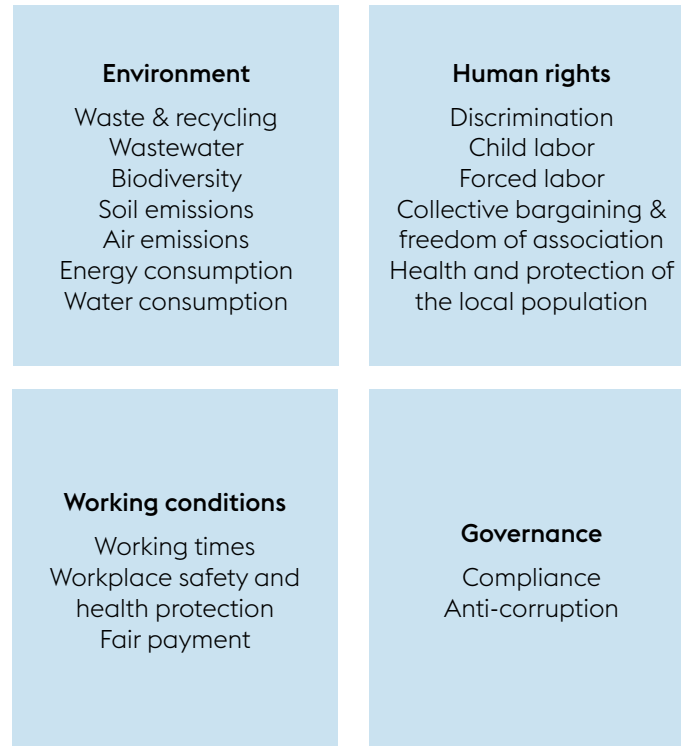 Environment
Waste & recycling
Wastewater
Biodiversity
Soil emissions
Air emissions
Energy consumption
Water consumption
Human rights
Discrimination
Child labor
Forced labor
Collective bargaining &
freedom of association
Health and protection of
the local population
Working conditions
Working times
Workplace safety and
health protection
Fair payment
Governance
Compliance
Anti-corruption